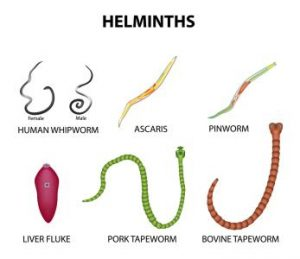 HELMINTHS
Female Male
HUMAN WHIPWORM ASCARIS PINWORM
LIVER FLUKE PORK TAPEWORM BOVINE TAPEWORM